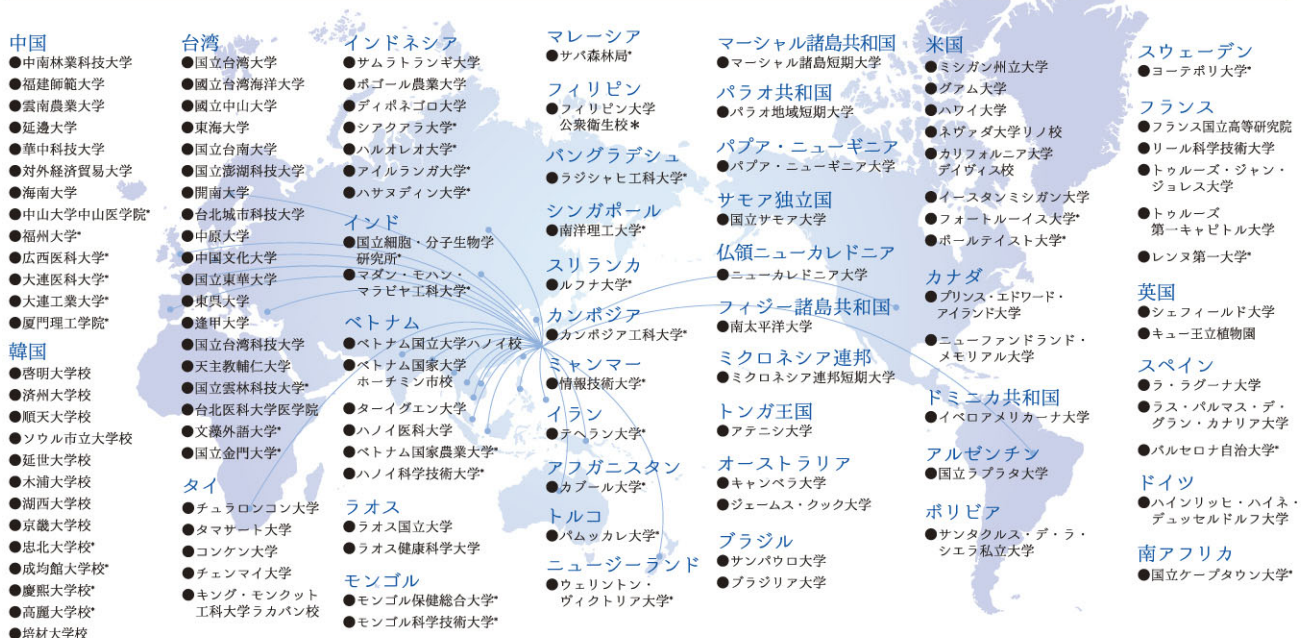 中国
●中南林業科技大学
●福建師範大学
●雲南農業大学
●延邊大学
●華中科技大学
●対外経済貿易大学
●海南大学
●中山大学中山医学院*
●福州大学*
●広西医科大学*
●大連医科大学*
●大連工業大学*
●厦門理工学院*
韓国
●啓明大学校
●済州大学校
●順天大学校
●ソウル市立大学校
●延世大学校
●木浦大学校
●湖西大学校
●京畿大学校
●忠北大学校*
●成均館大学校*
●慶熙大学校*
●高麗大学校*
●培材大学校
台湾
●国立台湾大学
●國立台湾海洋大学
●國立中山大学
●東海大学
●国立台南大学
●国立澎湖科技大学
●開南大学
●台北城市科技大学
●中原大学
●中国文化大学
●国立東華大学
●東呉大学
●逢甲大学
●国立台湾科技大学
●天主教輔仁大学
●国立雲林科技大学*
●台北医科大学医学院
●文藻外語大学*
●国立金門大学*
タイ
●チュラロンコン大学
●タマサート大学
●コンケン大学
●チェンマイ大学
●キング・モンクット
工科大学ラカバン校
インドネシア
●サムラトランギ大学
●ボゴール農業大学
●ディポネゴロ大学
●シアクアラ大学*
●ハルオレオ大学*
●アイルランガ大学*
●ハサヌディン大学*
インド
●国立細胞・分子生物学
研究所*
●マダン・モハン・
マラビヤ工科大学*
ベトナム
●ベトナム国立大学ハノイ校
●ベトナム国家大学
ホーチミン市校
●ターイグエン大学
●ハノイ医科大学
●ベトナム国家農業大学*
●ハノイ科学技術大学*
ラオス
●ラオス国立大学
●ラオス健康科学大学
モンゴル
●モンゴル保健総合大学*
●モンゴル科学技術大学*
マレーシア
●サバ森林局*
フィリピン
●フィリピン大学
公衆衛生校＊
バングラデシュ
●ラジシャヒ工科大学*
シンガポール
●南洋理工大学*
スリランカ
●ルフナ大学*
カンボジア
●カンボジア工科大学*
ミャンマー
●情報技術大学*
イラン
●テヘラン大学*
アフガニスタン
●カブール大学*
トルコ
●パムッカレ大学*
ニュージーランド
●ウェリントン・
ヴィクトリア大学*
マーシャル諸島共和国
●マーシャル諸島短期大学
パラオ共和国
●パラオ地域短期大学
パプア・ニューギニア
●パプア・ニューギニア大学
サモア独立国
●国立サモア大学
仏領ニューカレドニア
●ニューカレドニア大学
フィジー諸島共和国
●南太平洋大学
ミクロネシア連邦
●ミクロネシア連邦短期大学
トンガ王国
●アテニシ大学
オーストラリア
●キャンベラ大学
●ジェームス・クック大学
ブラジル
●サンパウロ大学
●ブラジリア大学
米国
●ミシガン州立大学
●グアム大学
●ハワイ大学
●ネヴァダ大学リノ校
●カリフォルニア大学
デイヴィス校
●イースタンミシガン大学
●フォートルーイス大学*
●ボールテイスト大学*
カナダ
●プリンス・エドワード・
アイランド大学
●ニューファンドランド・
メモリアル大学
ドミニカ共和国
●イベロアメリカーナ大学
アルゼンチン
●国立ラプラタ大学
ボリビア
●サンタクルス・デ・ラ・
シエラ私立大学
スウェーデン
●ヨーテボリ大学*
フランス
●フランス国立高等研究院
●リール科学技術大学
●トゥルーズ・ジャン・
ジョレス大学
●トゥルーズ
第一キャピトル大学
●レンヌ第一大学*
英国
●シェフィールド大学
●キュー王立植物園
スペイン
●ラ・ラグーナ大学
●ラス・パルマス・デ・
グラン・カナリア大学
●バルセロナ自治大学*
ドイツ
●ハインリッヒ・ハイネ・
デュッセルドルフ大学
南アフリカ
●国立ケープタウン大学*